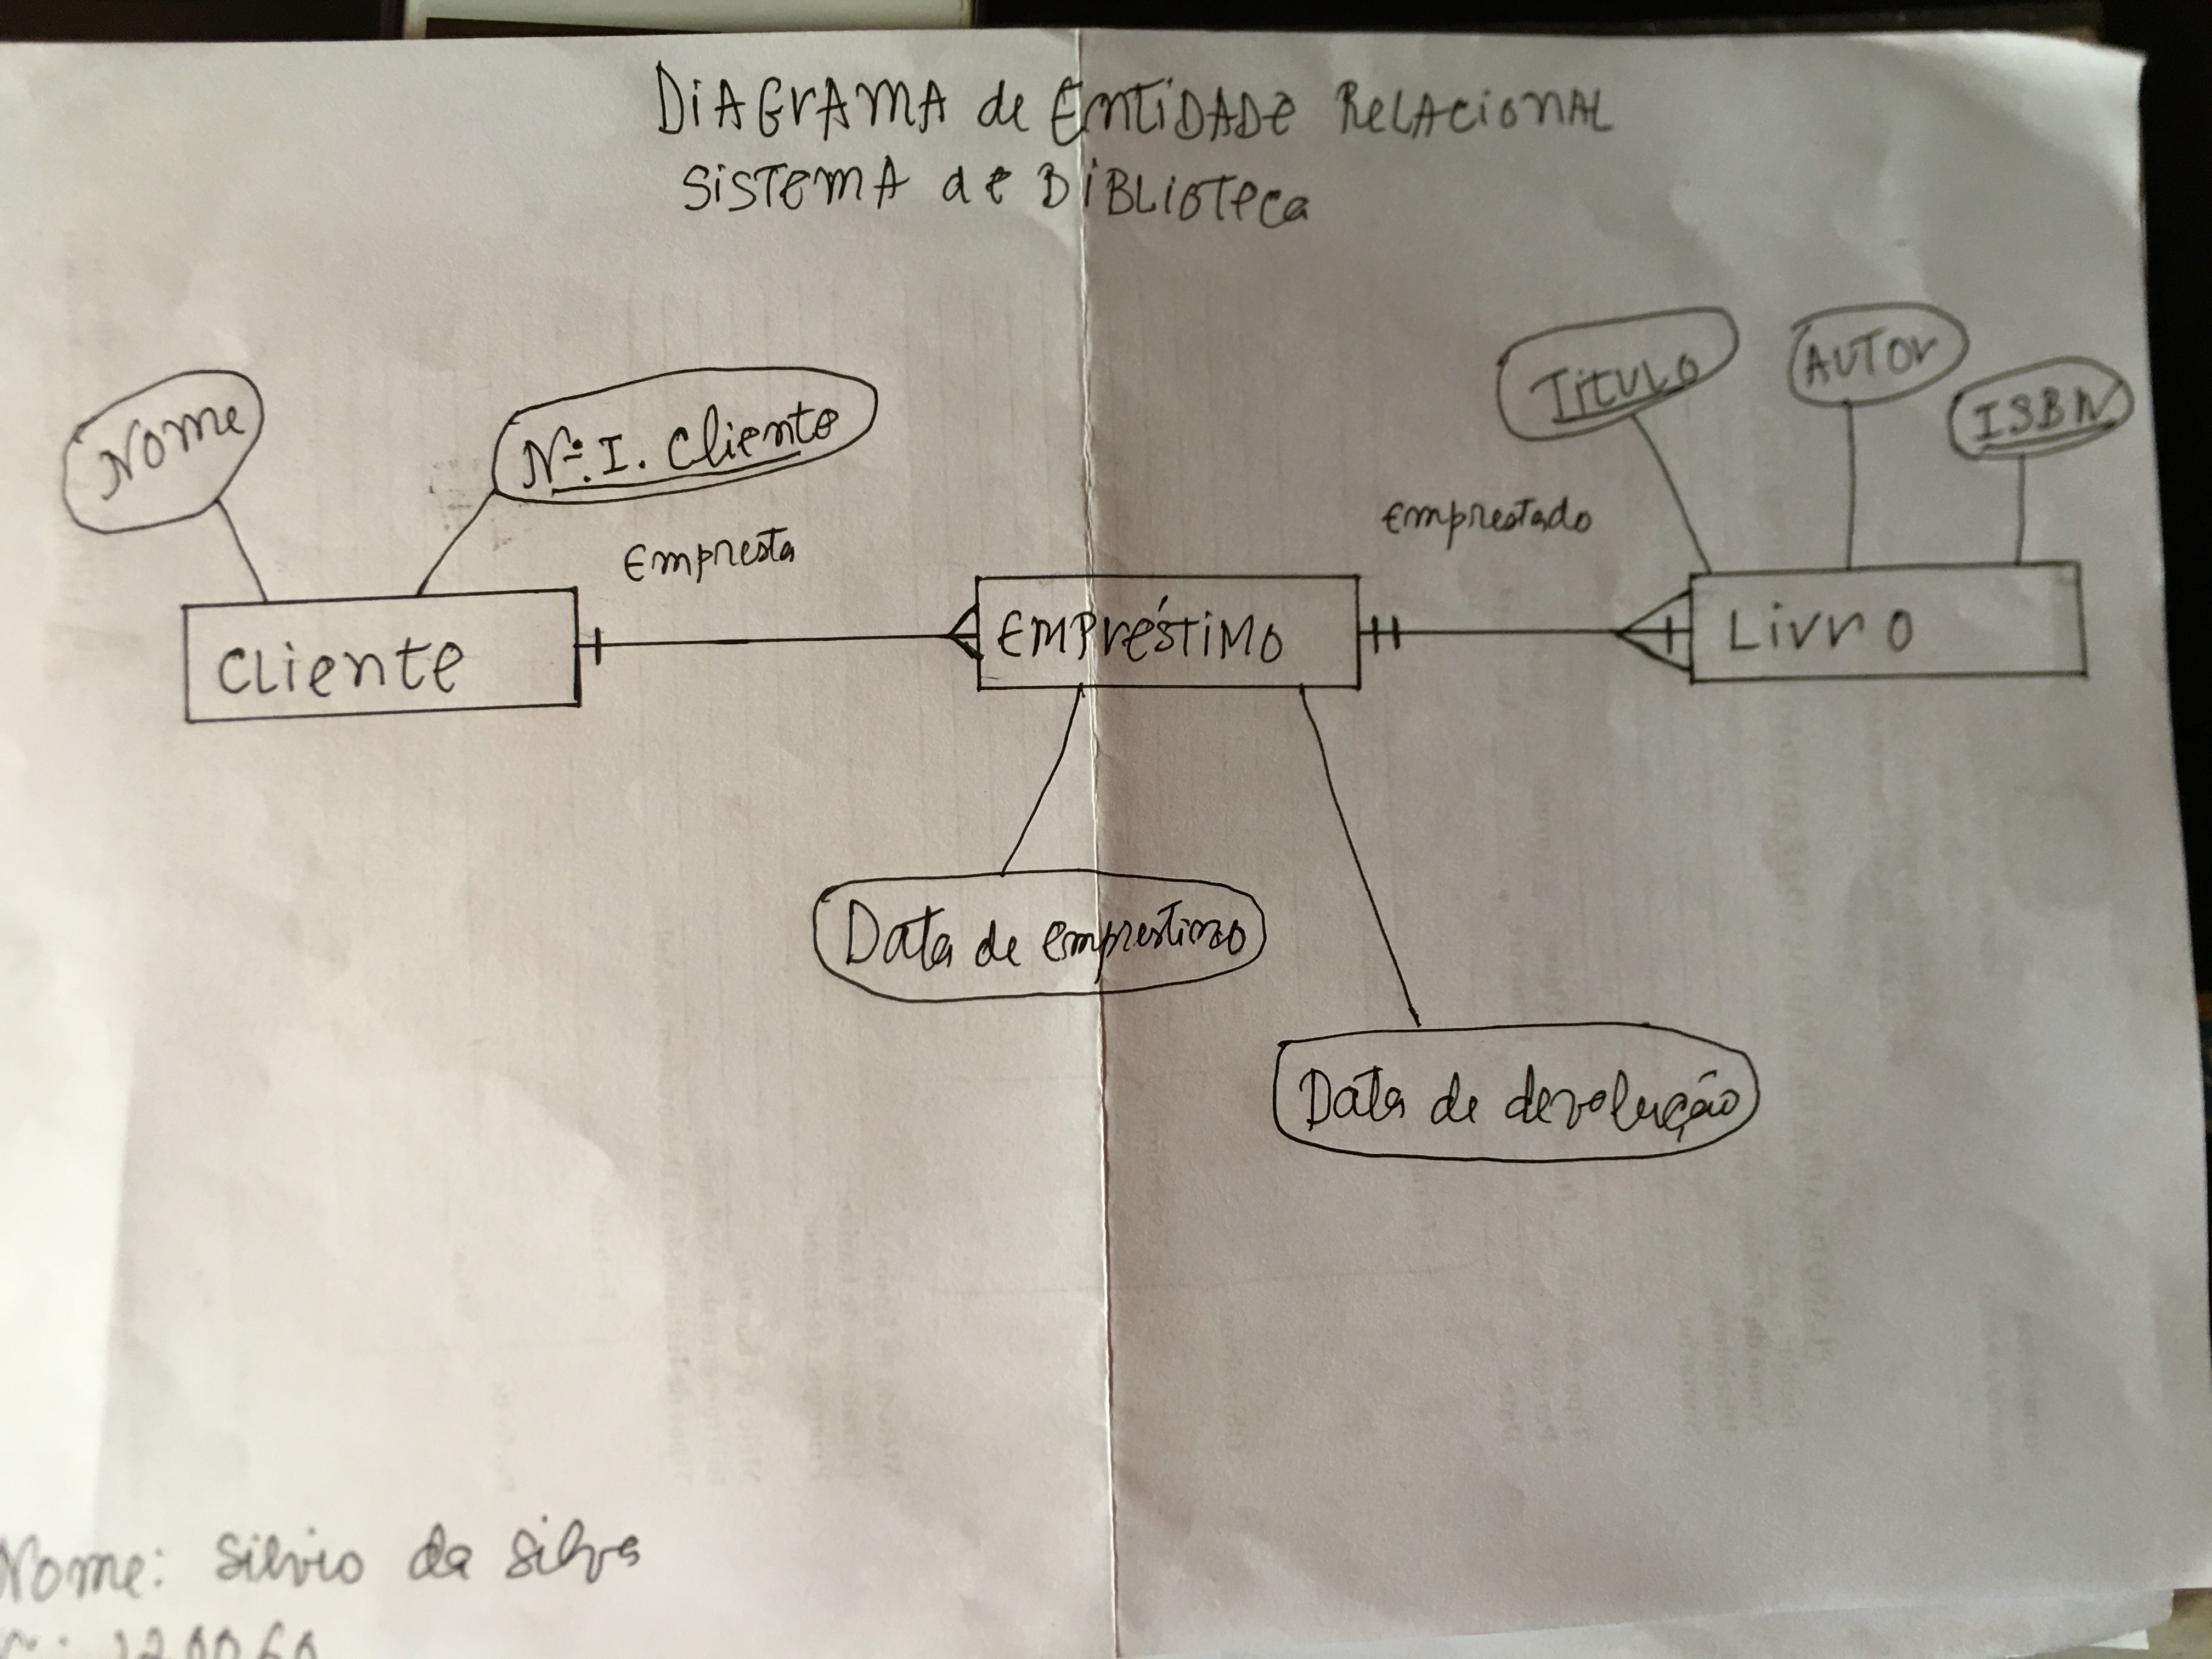 DiAGrAMA de EntiDADe RelACionAL
SiSTemA de BiBLioTeca
Nome
N°.I. Cliente
Titulo
AUTOr
ISBN
Empresta
Emprestado
CLiente
EMPréstiMo
Livro
Data de empréstimo
Data de devolução
Nome: Silvio da Silva